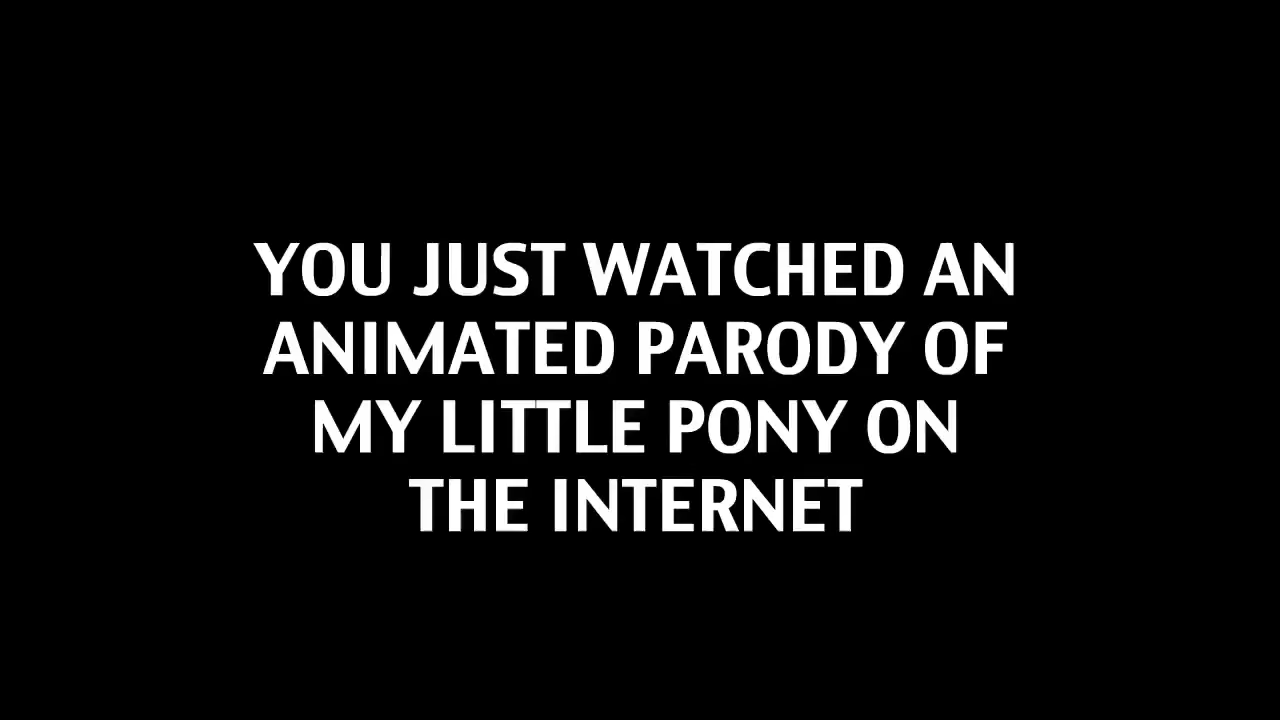 YOU JUST WATCHED AN
ANIMATED PARODY OF
MY LITTLE PONY ON
THE INTERNET